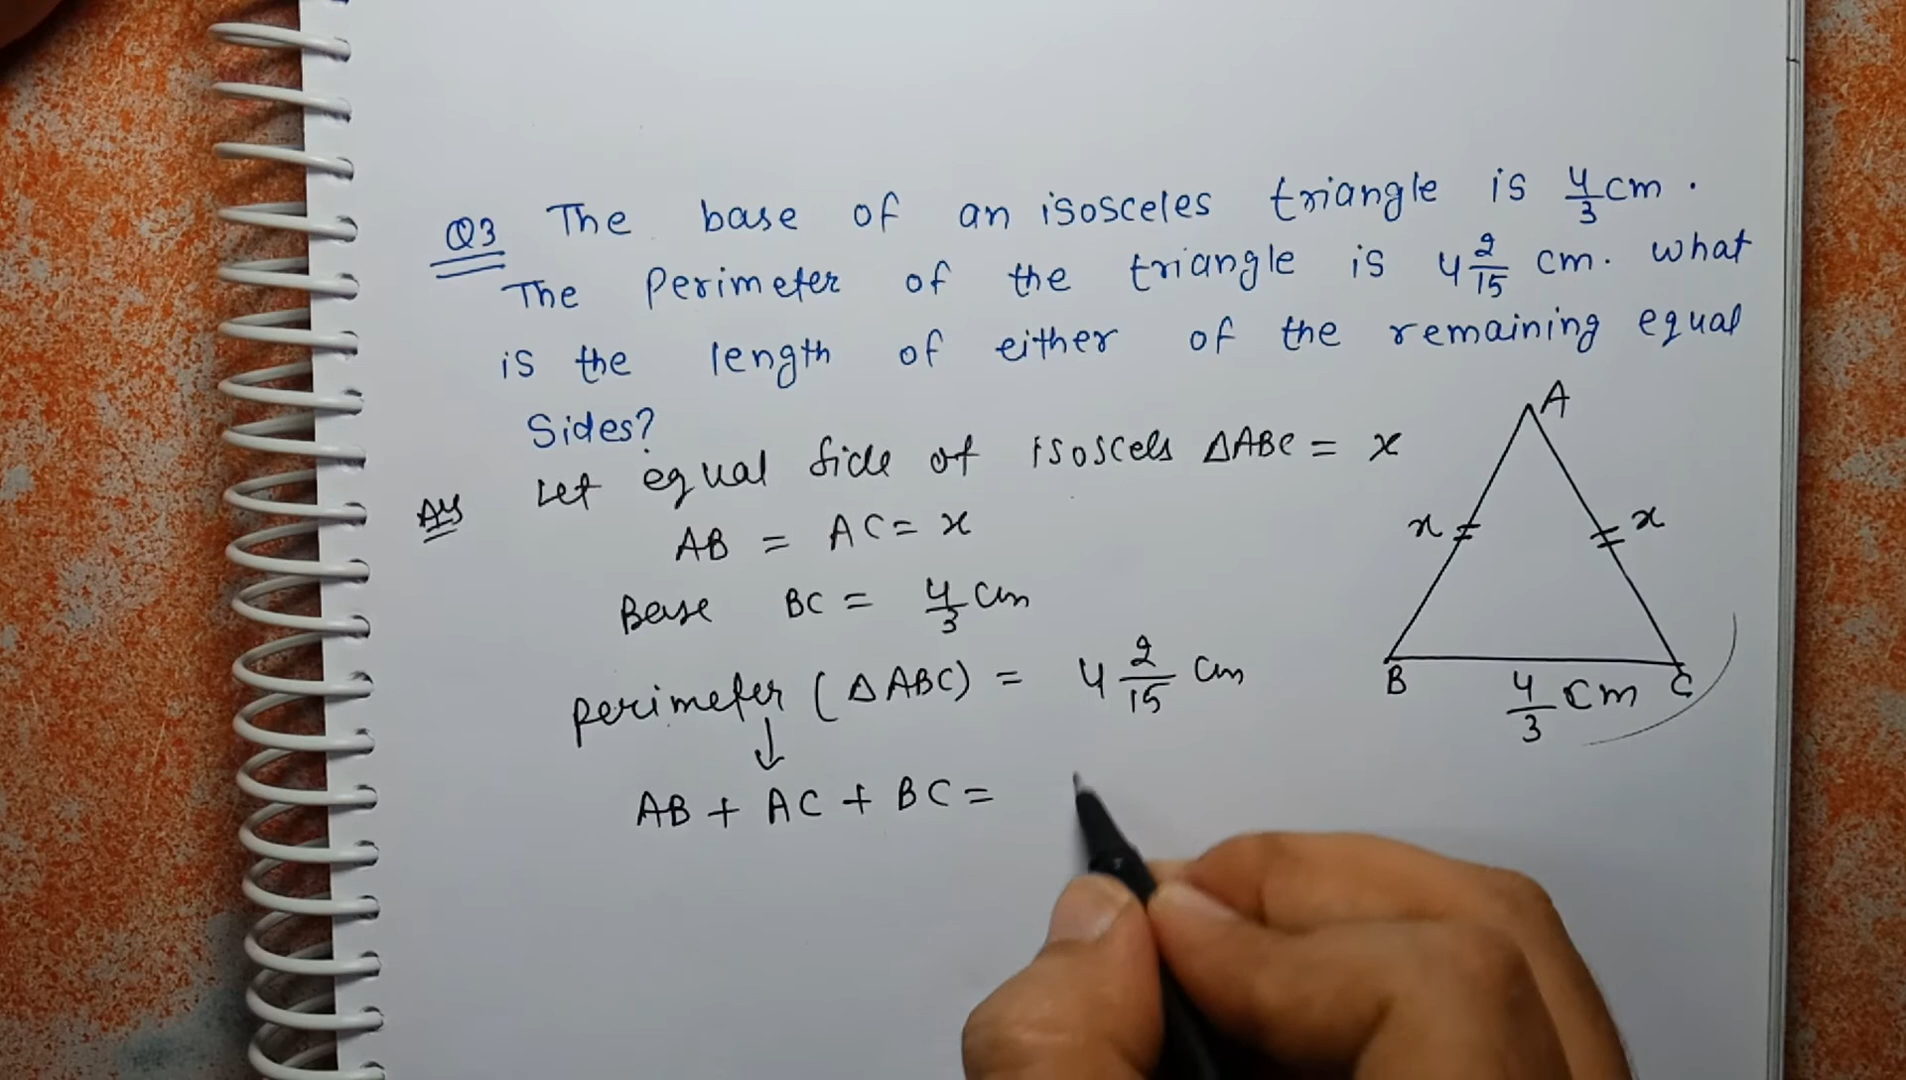 Q3 The base of an isosceles triangle is 4/3 cm.
The Perimeter of the triangle is 4 2/15 cm. what
is the length of either of the remaining equal
Sides?
Ans Let equal side of isoscels ΔABC = x
AB = AC = x
Base BC = 4/3 cm
perimeter (ΔABC) = 4 2/15 cm
↓
AB + AC + BC =
A
x x
B C
4/3 cm